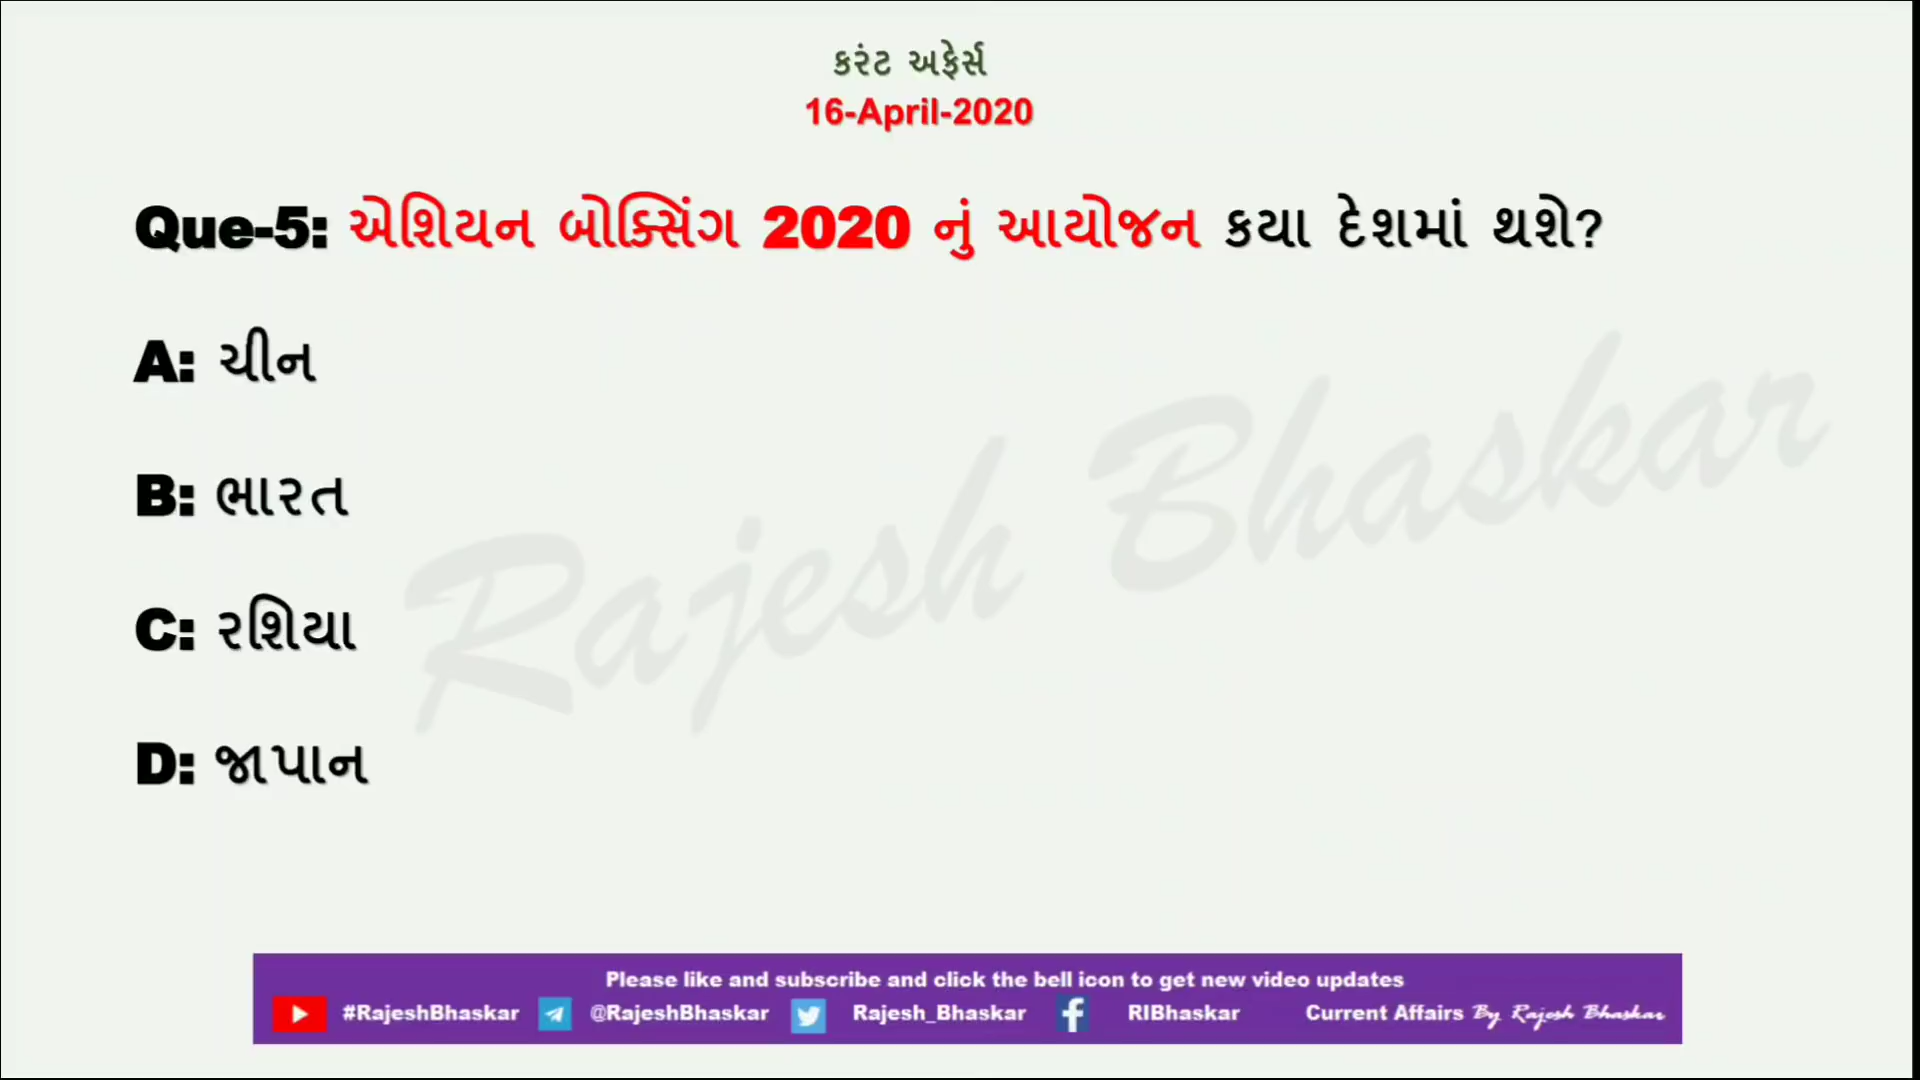 કરંટ અફેર્સ
16-April-2020
Que-5: એશિયન બોક્સિંગ 2020 નું આયોજન કયા દેશમાં થશે?
A: ચીન
B: ભારત
C: રશિયા
D: જાપાન
Rajesh Bhaskar
Please like and subscribe and click the bell icon to get new video updates
#RajeshBhaskar @RajeshBhaskar Rajesh_Bhaskar RIBhaskar Current Affairs By Rajesh Bhaskar